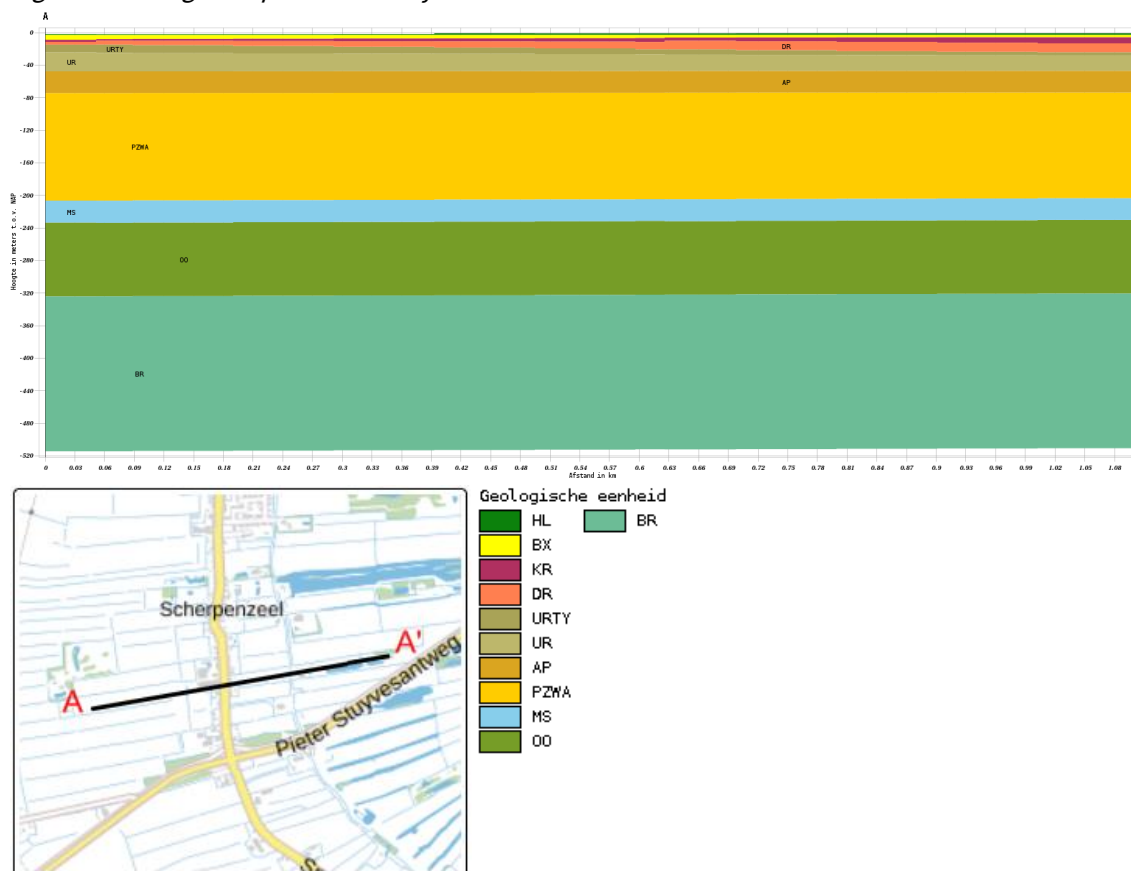 A
0
-40
-80
-120
-160
-200
-240
-280
-320
-360
-400
-440
-480
-520
Hoogte in meters t.o.v. NAP
URTY
DR
UR
AP
PZWA
MS
OO
BR
0 0.03 0.06 0.09 0.12 0.15 0.18 0.21 0.24 0.27 0.3 0.33 0.36 0.39 0.42 0.45 0.48 0.51 0.54 0.57 0.6 0.63 0.66 0.69 0.72 0.75 0.78 0.81 0.84 0.87 0.9 0.93 0.96 0.99 1.02 1.05 1.08
Afstand in km
Scherpenzeel
A
A'
Pieter Stuyvesantweg
Geologische eenheid
HL
BR
BX
KR
DR
URTY
UR
AP
PZWA
MS
OO